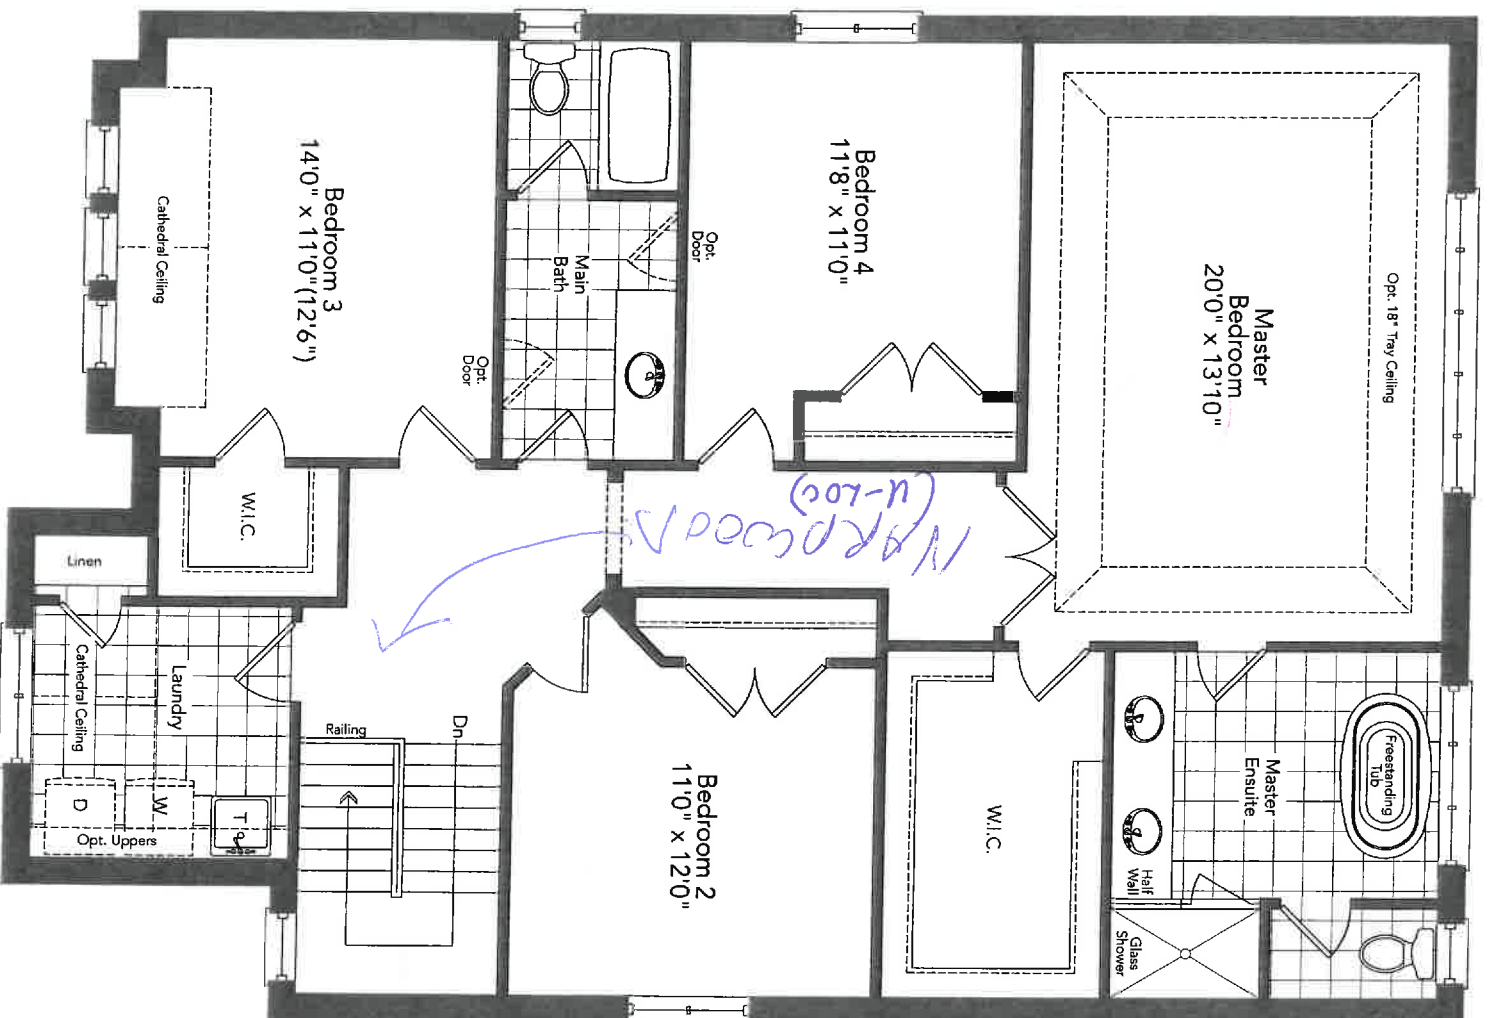 Master
Bedroom
20'0" x 13'10"
Opt. 18" Tray Ceiling
Bedroom 4
11'8" x 11'0"
Opt.
Door
Main
Bath
Opt.
Door
Bedroom 3
14'0" x 11'0"(12'6")
Cathedral Ceiling
W.I.C.
Linen
Laundry
Cathedral Ceiling
W
D
T
Opt. Uppers
Railing
Dn
Bedroom 2
11'0" x 12'0"
W.I.C.
Master
Ensuite
Freestanding
Tub
Half
Wall
Glass
Shower
HARDWOOD
(U-LOC)